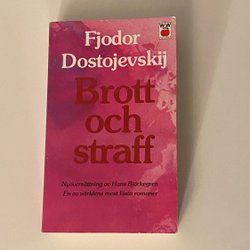 Fjodor
Dostojevskij
Brott
och
straff
Nyöversättning av Hans Björkegren
En av världens mest lästa romaner